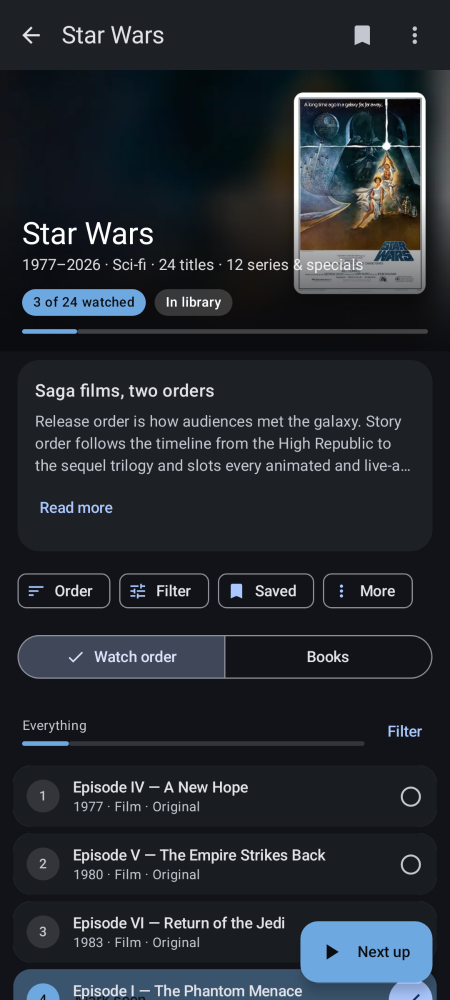 Star Wars
A long time ago in a galaxy far, far away...
STAR WARS
Star Wars
1977–2026 · Sci-fi · 24 titles · 12 series & specials
3 of 24 watched
In library
Saga films, two orders
Release order is how audiences met the galaxy. Story
order follows the timeline from the High Republic to
the sequel trilogy and slots every animated and live-a…
Read more
Order
Filter
Saved
More
Watch order
Books
Everything
Filter
1
Episode IV — A New Hope
1977 · Film · Original
2
Episode V — The Empire Strikes Back
1980 · Film · Original
3
Episode VI — Return of the Jedi
1983 · Film · Original
Next up
4
Episode I — The Phantom Menace